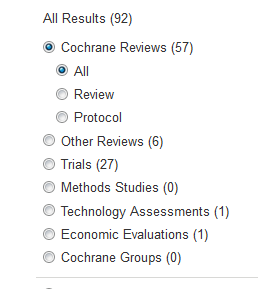 All Results (92)
Cochrane Reviews (57)
All
Review
Protocol
Other Reviews (6)
Trials (27)
Methods Studies (0)
Technology Assessments (1)
Economic Evaluations (1)
Cochrane Groups (0)